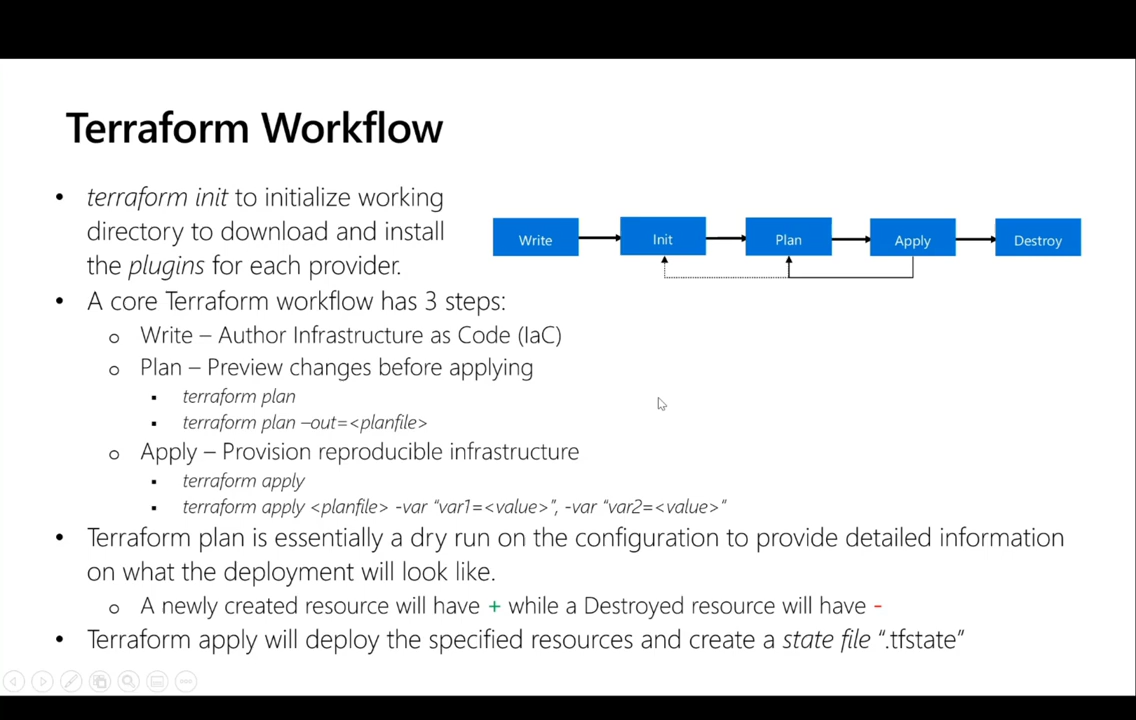 Terraform Workflow
• terraform init to initialize working
directory to download and install
the plugins for each provider.
Write
Init
Plan
Apply
Destroy
• A core Terraform workflow has 3 steps:
o Write – Author Infrastructure as Code (IaC)
o Plan – Preview changes before applying
▪ terraform plan
▪ terraform plan –out=<planfile>
o Apply – Provision reproducible infrastructure
▪ terraform apply
▪ terraform apply <planfile> -var “var1=<value>”, -var “var2=<value>”
• Terraform plan is essentially a dry run on the configuration to provide detailed information
on what the deployment will look like.
o A newly created resource will have + while a Destroyed resource will have -
• Terraform apply will deploy the specified resources and create a state file “.tfstate”